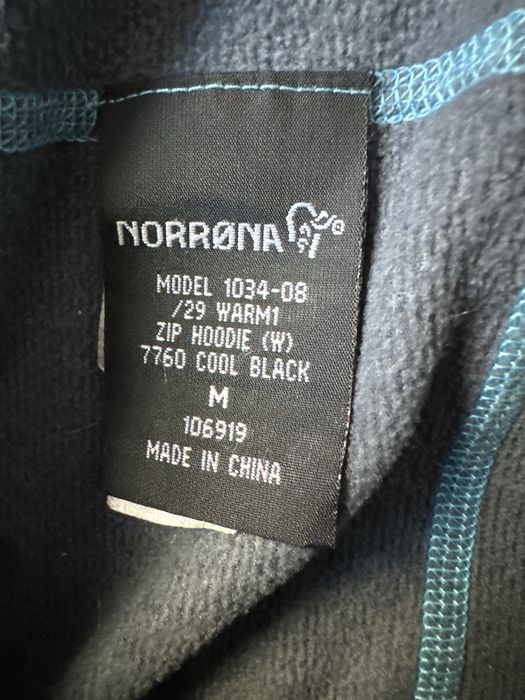 NORRØNA
MODEL 1034-08
/29 WARM1
ZIP HOODIE (W)
7760 COOL BLACK
M
106919
MADE IN CHINA